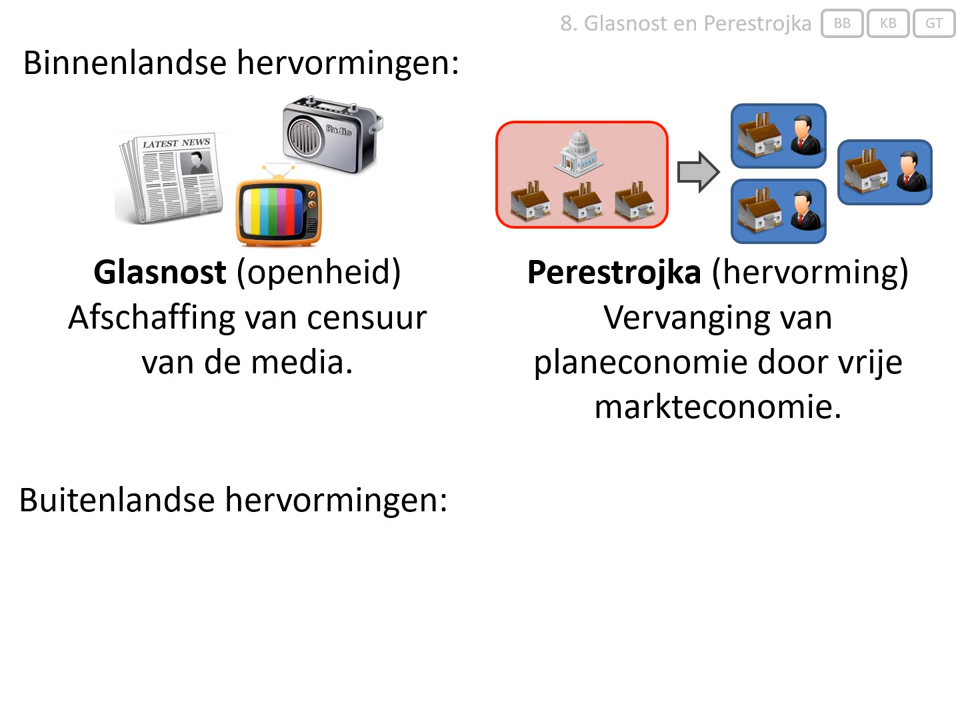 8. Glasnost en Perestrojka BB KB GT
Binnenlandse hervormingen:
LATEST NEWS
Radio
Glasnost (openheid)
Afschaffing van censuur
van de media.
Perestrojka (hervorming)
Vervanging van
planeconomie door vrije
markteconomie.
Buitenlandse hervormingen: